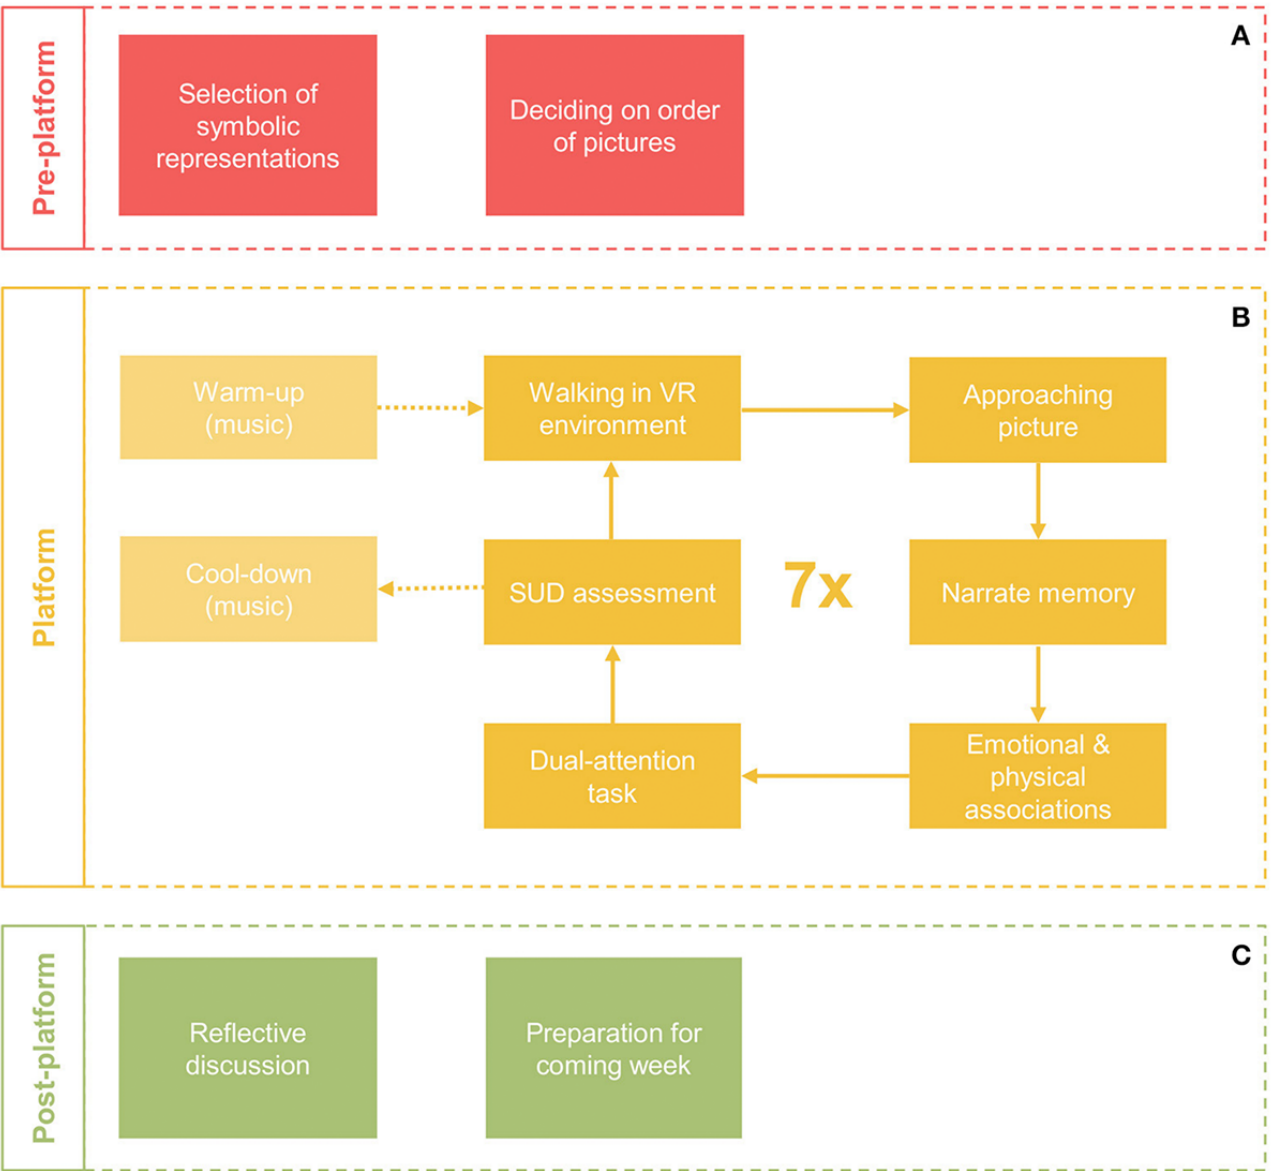 Pre-platform
A
Selection of
symbolic
representations
Deciding on order
of pictures
Platform
B
Warm-up
(music)
Walking in VR
environment
Approaching
picture
Cool-down
(music)
SUD assessment
7x
Narrate memory
Dual-attention
task
Emotional &
physical
associations
Post-platform
C
Reflective
discussion
Preparation for
coming week